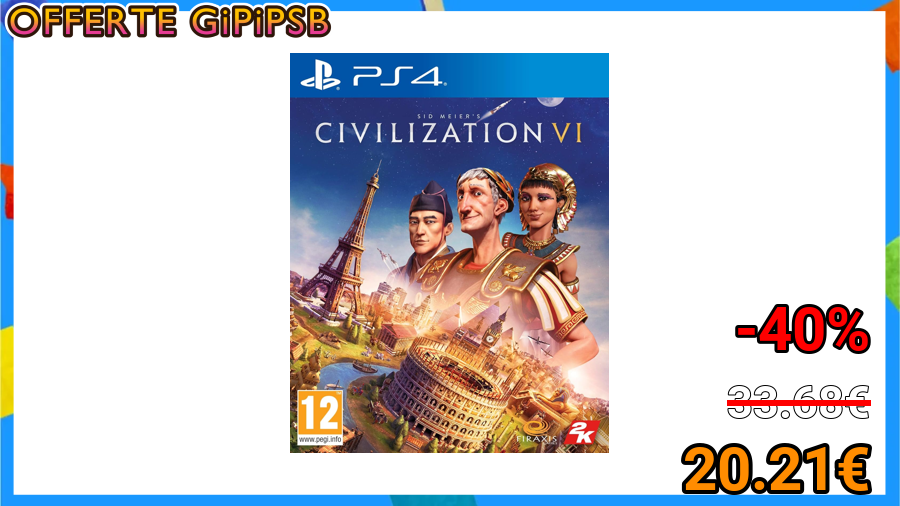 OFFERTE GiPiPSB
PS4
SID MEIER'S
CIVILIZATION VI
12
www.pegi.info
FIRAXIS
2K
-40%
33.68€
20.21€